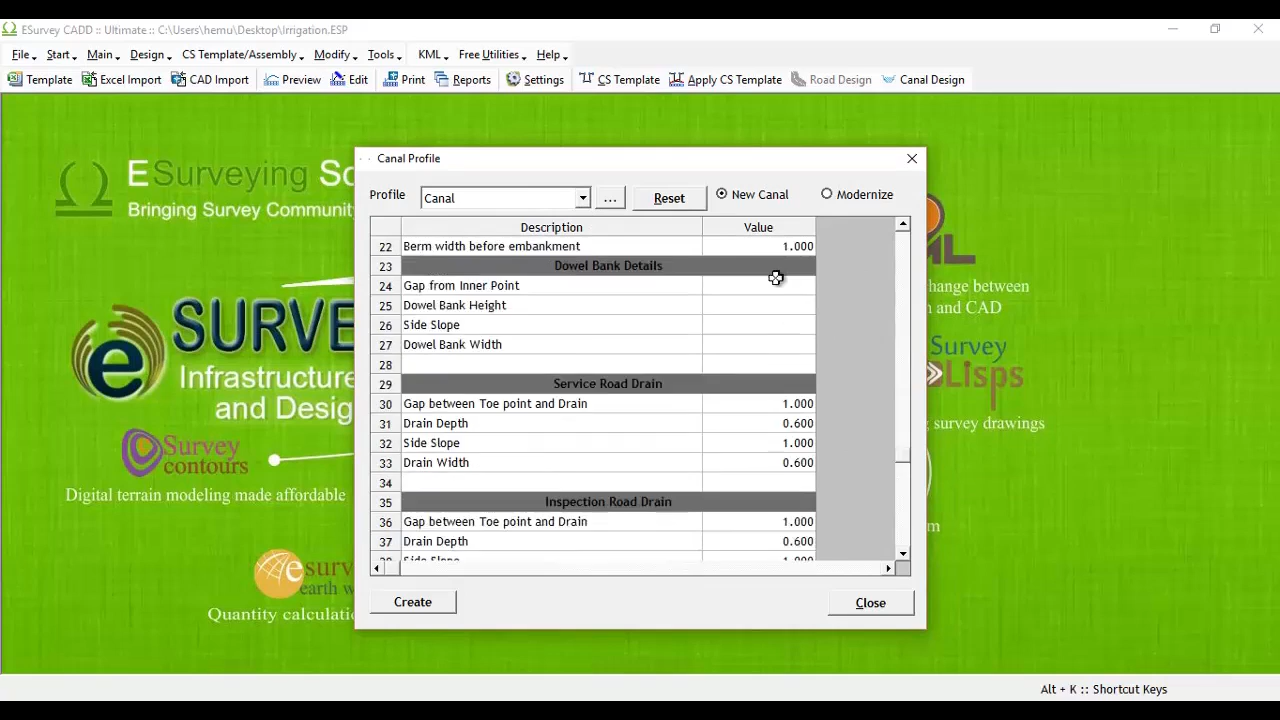 ESurvey CADD :: Ultimate :: C:\Users\hemu\Desktop\Irrigation.ESP
File Start Main Design CS Template/Assembly Modify Tools KML Free Utilities Help
Template Excel Import CAD Import Preview Edit Print Reports Settings CS Template Apply CS Template Road Design Canal Design
ESurveying So
Bringing Survey Community
e SURVE
Infrastructure
and Desig
Survey
contours
Digital terrain modeling made affordable
esurv
earth w
Quantity calculati
Canal Profile
Profile Canal ... Reset New Canal Modernize
Description Value
22 Berm width before embankment 1.000
23 Dowel Bank Details
24 Gap from Inner Point
25 Dowel Bank Height
26 Side Slope
27 Dowel Bank Width
28
29 Service Road Drain
30 Gap between Toe point and Drain 1.000
31 Drain Depth 0.600
32 Side Slope 1.000
33 Drain Width 0.600
34
35 Inspection Road Drain
36 Gap between Toe point and Drain 1.000
37 Drain Depth 0.600
38 Side Slope 1.000
Create Close
hange between
n and CAD
Survey
Lisps
g survey drawings
m
Alt + K :: Shortcut Keys